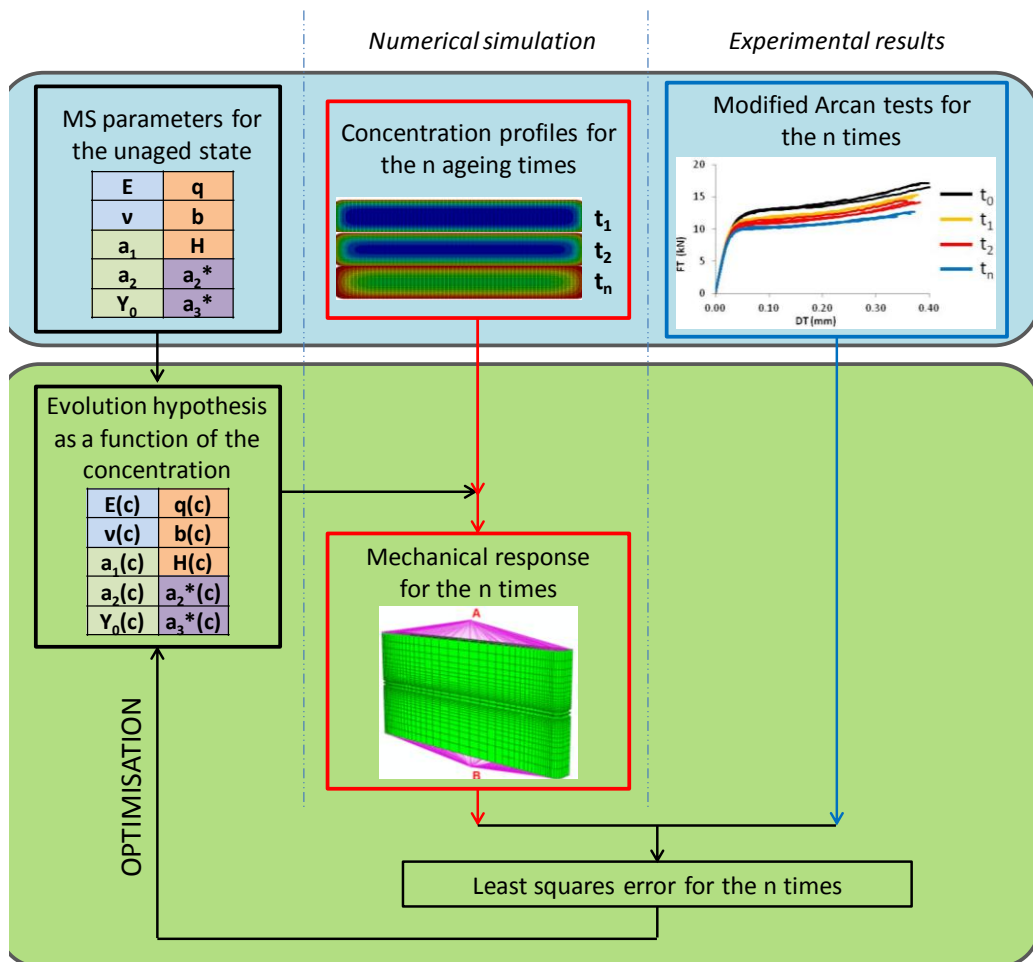 Numerical simulation
Experimental results
MS parameters for
the unaged state
E q
ν b
a₁ H
a₂ a₂*
Y₀ a₃*
Concentration profiles for
the n ageing times
t₁
t₂
tₙ
Modified Arcan tests for
the n times
20
15
10
5
0
FT (kN)
0.00 0.10 0.20 0.30 0.40
DT (mm)
t₀
t₁
t₂
tₙ
Evolution hypothesis
as a function of the
concentration
E(c) q(c)
ν(c) b(c)
a₁(c) H(c)
a₂(c) a₂*(c)
Y₀(c) a₃*(c)
Mechanical response
for the n times
A
B
OPTIMISATION
Least squares error for the n times